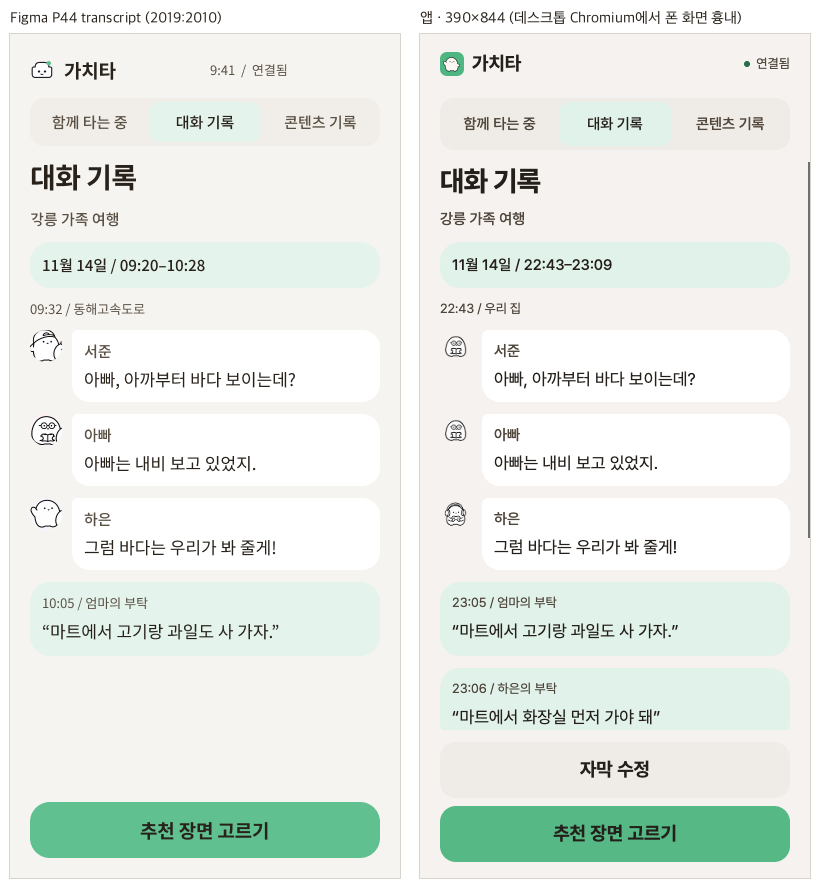 Figma P44 transcript (2019:2010)
가치타
9:41 / 연결됨
함께 타는 중
대화 기록
콘텐츠 기록
대화 기록
강릉 가족 여행
11월 14일 / 09:20–10:28
09:32 / 동해고속도로
서준
아빠, 아까부터 바다 보이는데?
아빠
아빠는 내비 보고 있었지.
하은
그럼 바다는 우리가 봐 줄게!
10:05 / 엄마의 부탁
“마트에서 고기랑 과일도 사 가자.”
추천 장면 고르기
앱 · 390×844 (데스크톱 Chromium에서 폰 화면 흉내)
가치타
연결됨
함께 타는 중
대화 기록
콘텐츠 기록
대화 기록
강릉 가족 여행
11월 14일 / 22:43–23:09
22:43 / 우리 집
서준
아빠, 아까부터 바다 보이는데?
아빠
아빠는 내비 보고 있었지.
하은
그럼 바다는 우리가 봐 줄게!
23:05 / 엄마의 부탁
“마트에서 고기랑 과일도 사 가자.”
23:06 / 하은의 부탁
“마트에서 화장실 먼저 가야 돼”
자막 수정
추천 장면 고르기